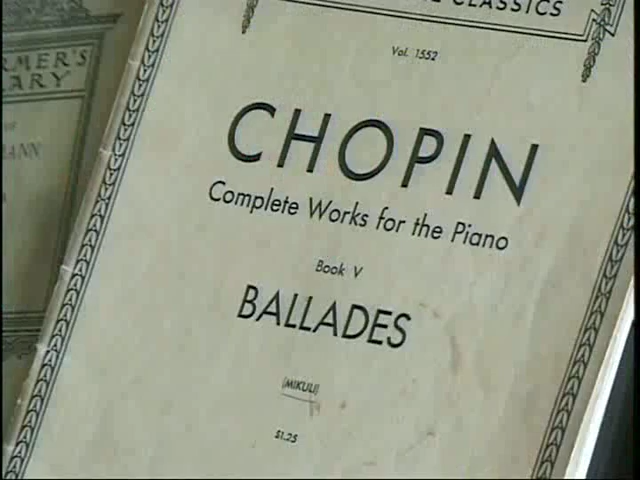 CLASSICS
Vol. 1552
CHOPIN
Complete Works for the Piano
Book V
BALLADES
(MIKULI)
$1.25